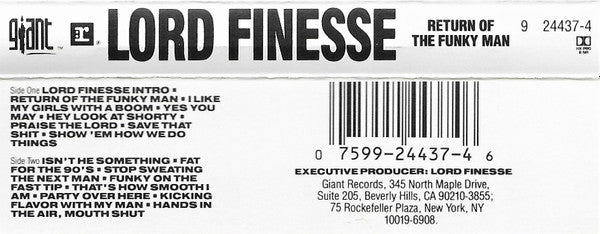 giant ™ LORD FINESSE RETURN OF THE FUNKY MAN 9 24437-4
HX PRO
B NR
Side One LORD FINESSE INTRO ▪
RETURN OF THE FUNKY MAN ▪ I LIKE
MY GIRLS WITH A BOOM ▪ YES YOU
MAY ▪ HEY LOOK AT SHORTY ▪
PRAISE THE LORD ▪ SAVE THAT
SHIT ▪ SHOW 'EM HOW WE DO
THINGS
Side Two ISN'T HE SOMETHING ▪ FAT
FOR THE 90'S ▪ STOP SWEATING
THE NEXT MAN ▪ FUNKY ON THE
FAST TIP ▪ THAT'S HOW SMOOTH I
AM ▪ PARTY OVER HERE ▪ KICKING
FLAVOR WITH MY MAN ▪ HANDS IN
THE AIR, MOUTH SHUT
0 7599-24437-4 6
EXECUTIVE PRODUCER: LORD FINESSE
Giant Records, 345 North Maple Drive,
Suite 205, Beverly Hills, CA 90210-3855;
75 Rockefeller Plaza, New York, NY
10019-6908.